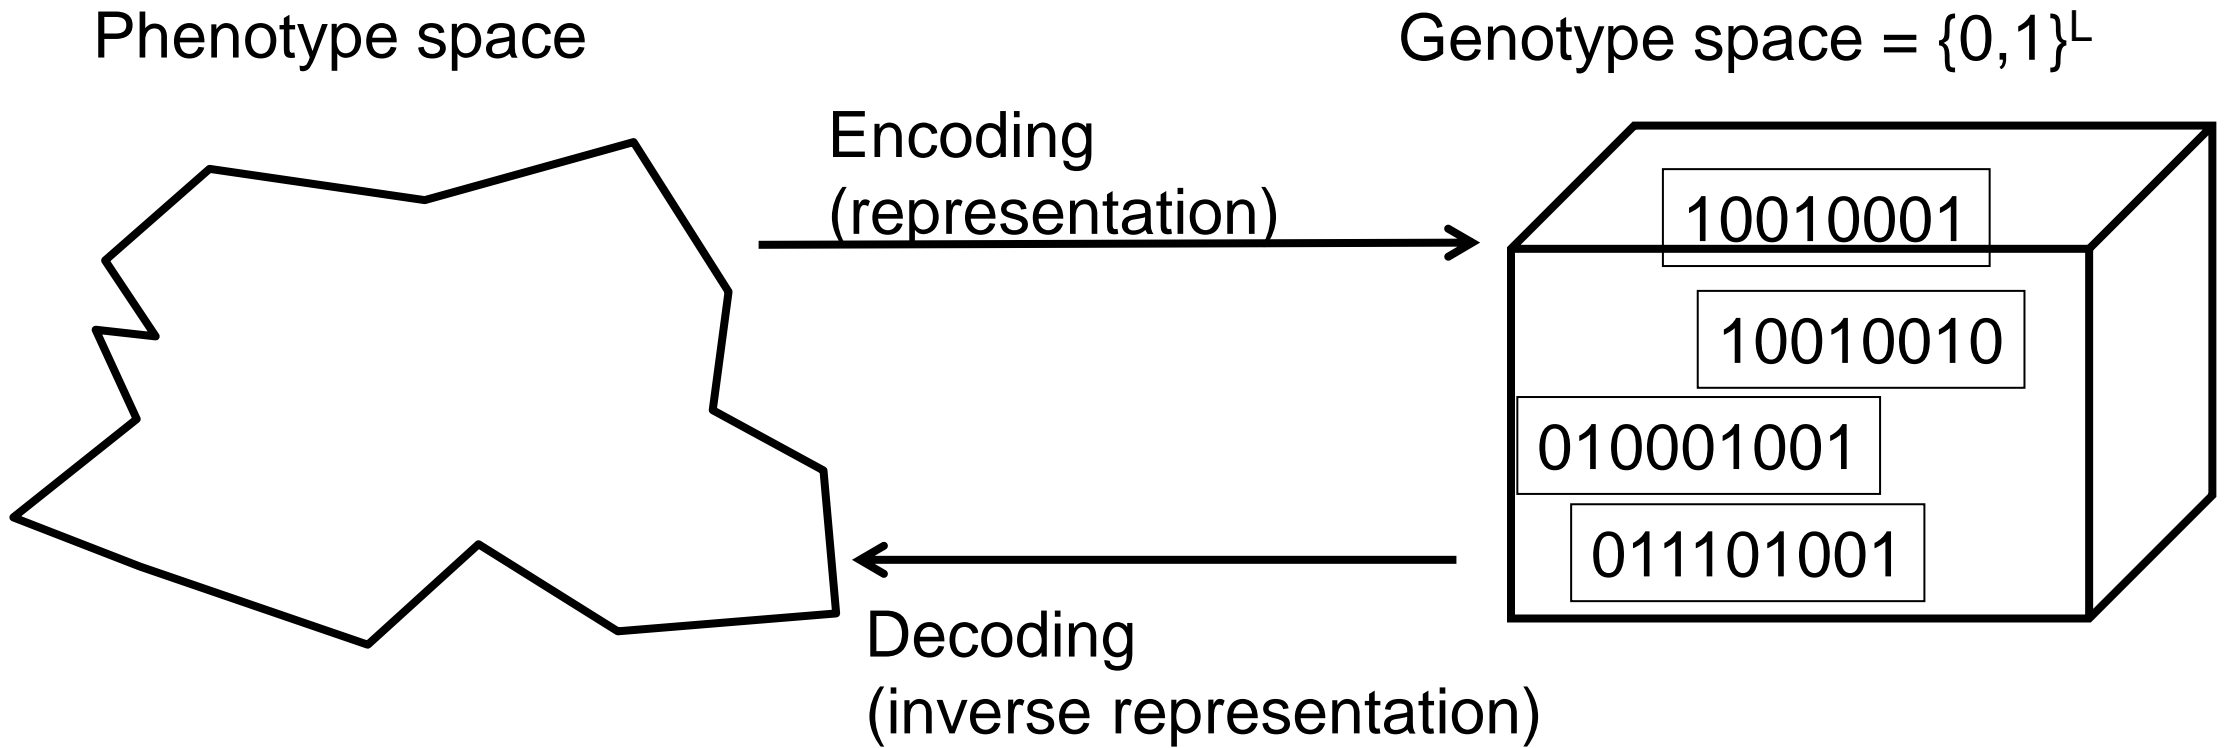 Phenotype space
Genotype space = {0,1}ᴸ
Encoding
(representation)
10010001
10010010
010001001
011101001
Decoding
(inverse representation)